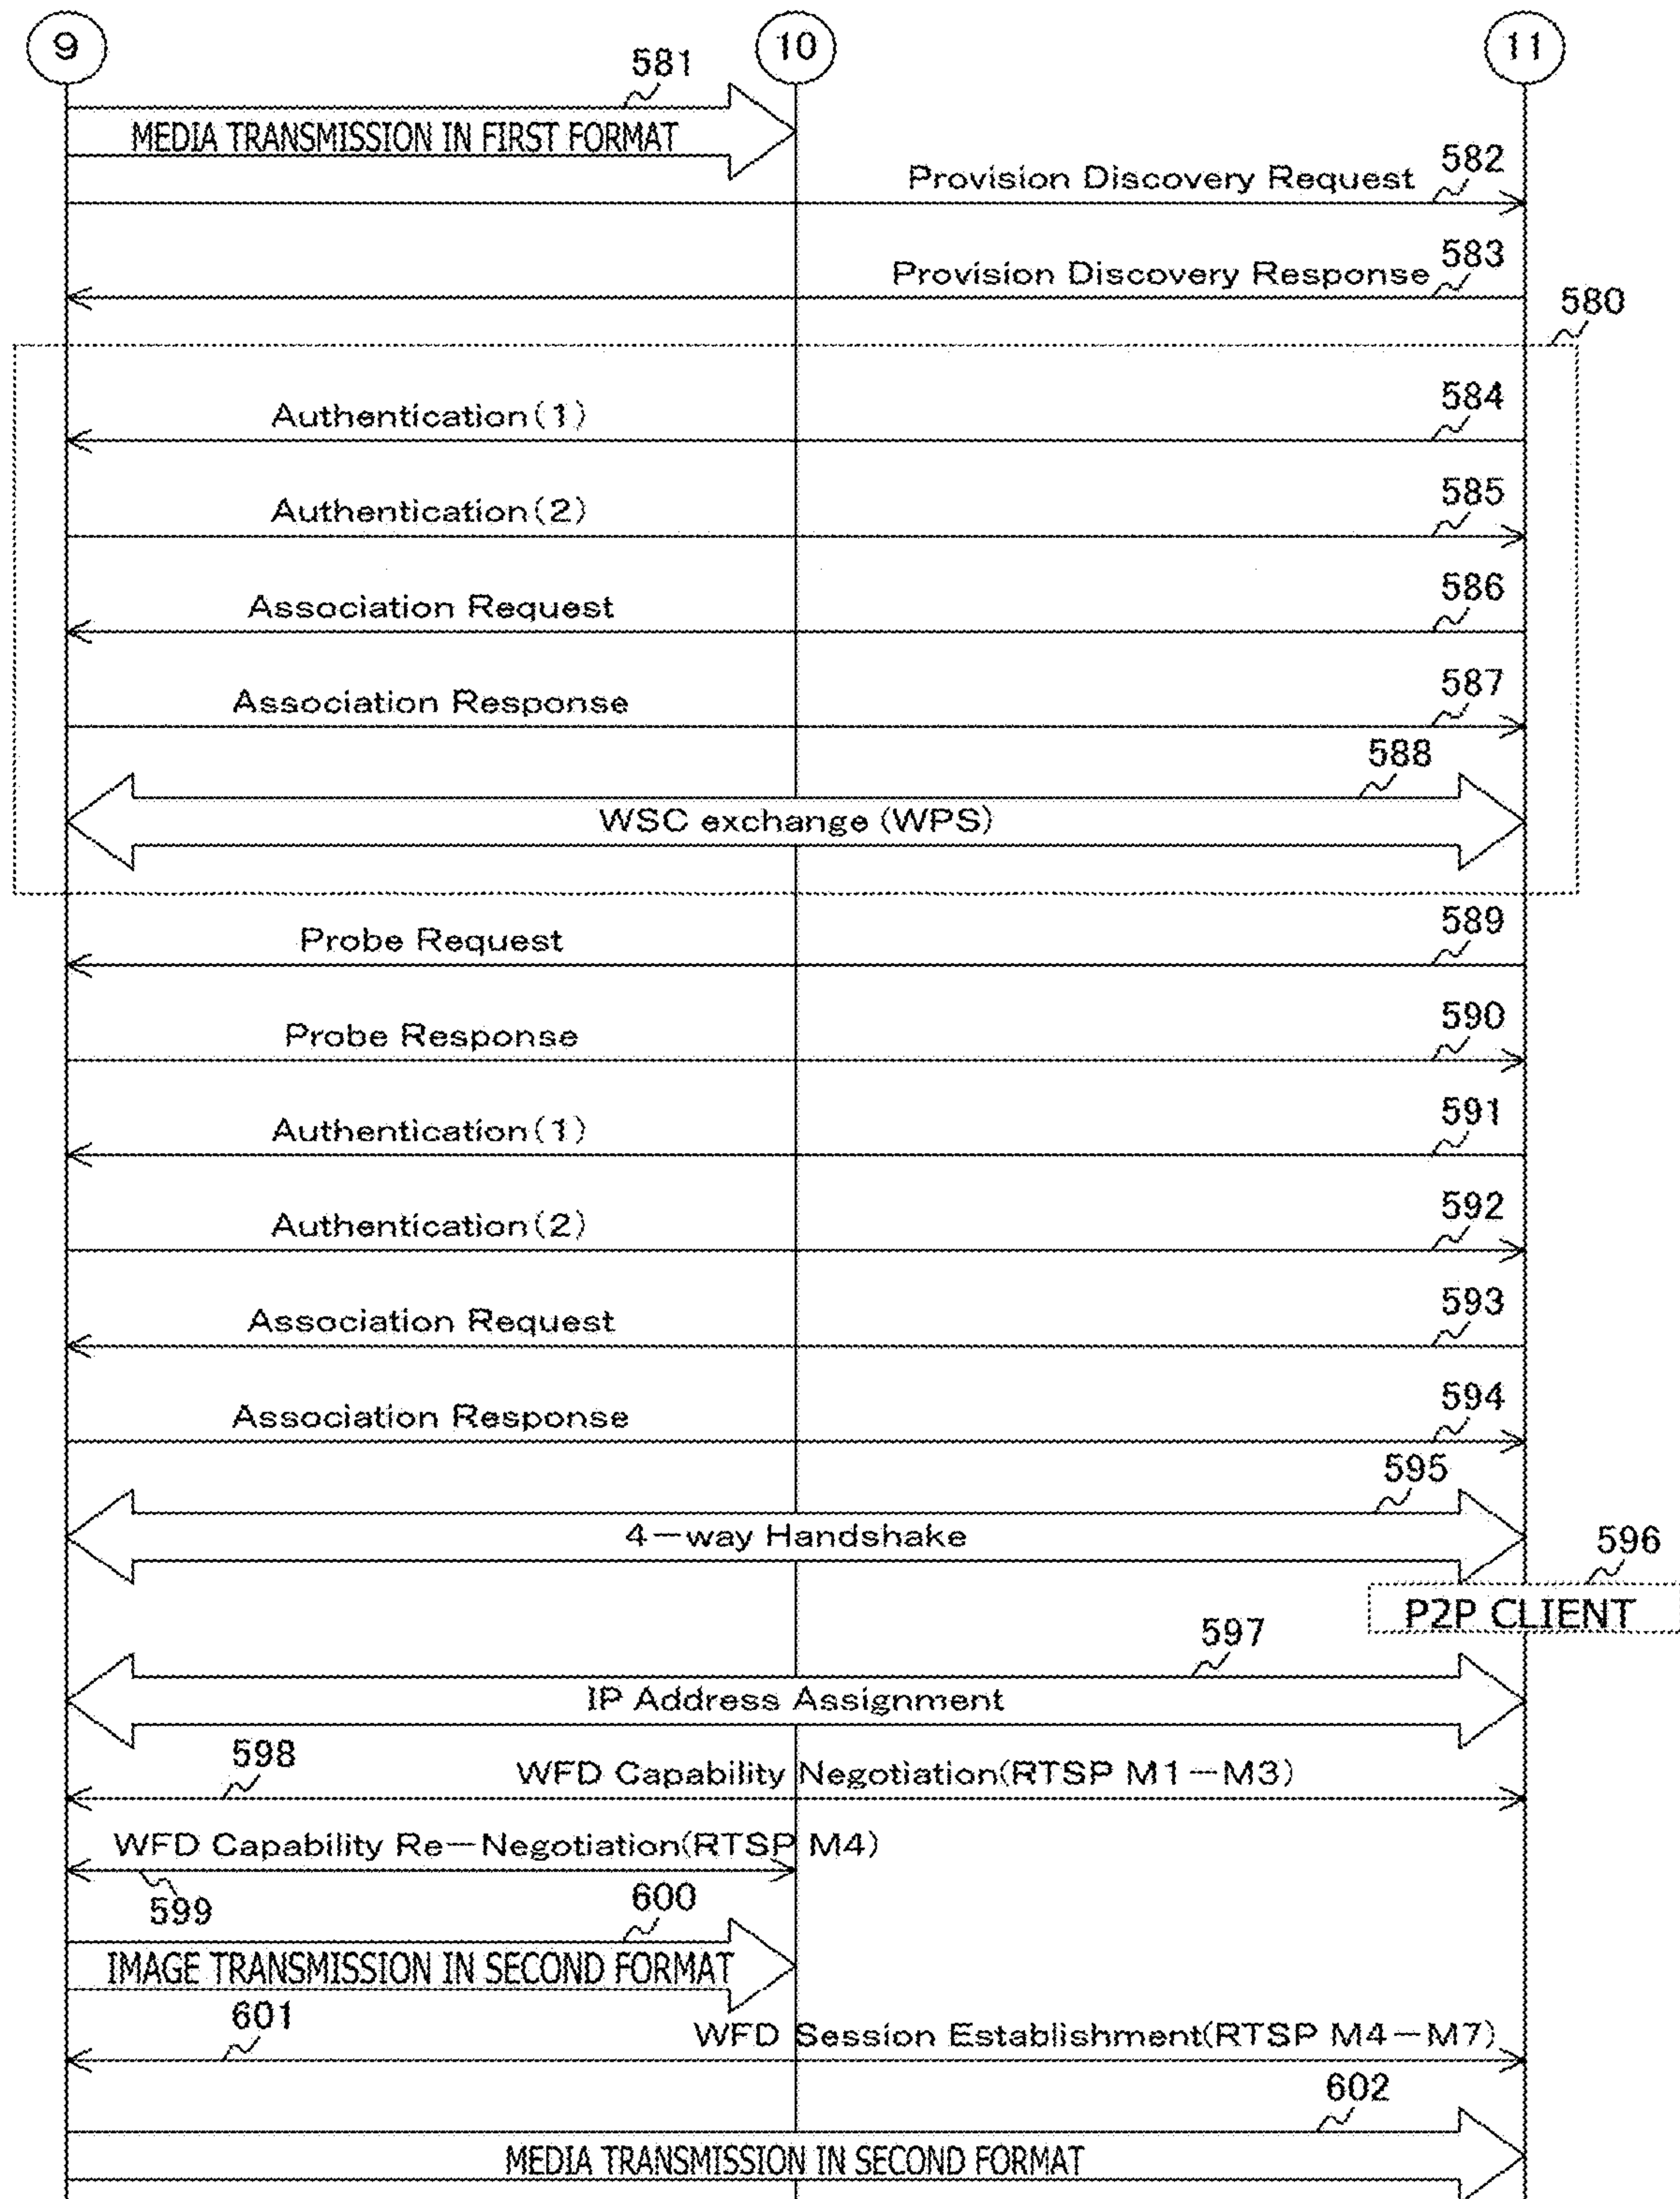 9 10 11
581
MEDIA TRANSMISSION IN FIRST FORMAT
582
Provision Discovery Request
583
Provision Discovery Response
580
584
Authentication(1)
585
Authentication(2)
586
Association Request
587
Association Response
588
WSC exchange (WPS)
589
Probe Request
590
Probe Response
591
Authentication(1)
592
Authentication(2)
593
Association Request
594
Association Response
595
4-way Handshake
596
P2P CLIENT
597
IP Address Assignment
598
WFD Capability Negotiation(RTSP M1-M3)
WFD Capability Re-Negotiation(RTSP M4)
599
600
IMAGE TRANSMISSION IN SECOND FORMAT
601
WFD Session Establishment(RTSP M4-M7)
602
MEDIA TRANSMISSION IN SECOND FORMAT